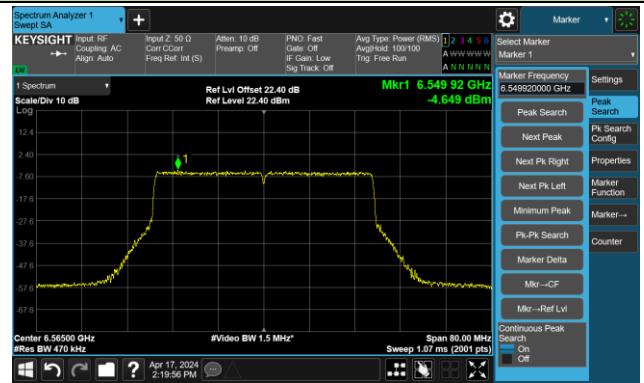 Spectrum Analyzer 1
Swept SA
Marker
KEYSIGHT
Input: RF
Coupling: AC
Align: Auto
Input Z: 50 Ω
Corr CCorr
Freq Ref: Int (S)
Atten: 10 dB
Preamp: Off
PNO: Fast
Gate: Off
IF Gain: Low
Sig Track: Off
Avg Type: Power (RMS)
Avg|Hold: 100/100
Trig: Free Run
1 2 3 4 5 6
A W W W W W
A N N N N N
LW
1 Spectrum
Scale/Div 10 dB
Log
Ref Lvl Offset 22.40 dB
Ref Level 22.40 dBm
Mkr1 6.549 92 GHz
-4.649 dBm
12.4
2.40
-7.60
-17.6
-27.6
-37.6
-47.6
-57.6
-67.6
1
Center 6.56500 GHz
#Res BW 470 kHz
#Video BW 1.5 MHz*
Span 80.00 MHz
Sweep 1.07 ms (2001 pts)
Select Marker
Marker 1
Marker Frequency
6.549920000 GHz
Peak Search
Next Peak
Next Pk Right
Next Pk Left
Minimum Peak
Pk-Pk Search
Marker Delta
Mkr→CF
Mkr→Ref Lvl
Continuous Peak
Search
On
Off
Settings
Peak
Search
Pk Search
Config
Properties
Marker
Function
Marker→
Counter
Apr 17, 2024
2:19:56 PM